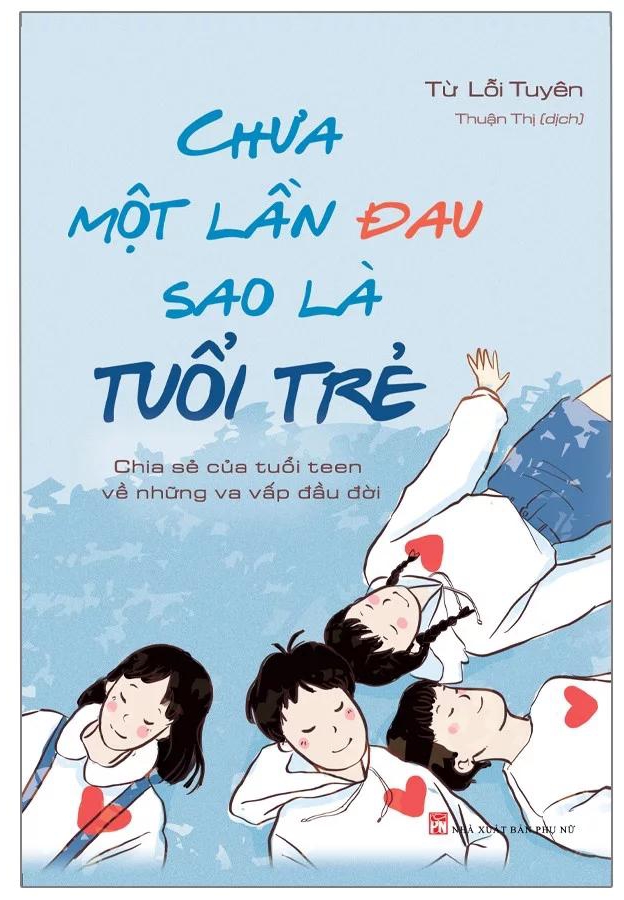 Từ Lỗi Tuyên
Thuận Thị (dịch)
CHƯA
MỘT LẦN ĐAU
SAO LÀ
TUỔI TRẺ
Chia sẻ của tuổi teen
về những va vấp đầu đời
PN
NHÀ XUẤT BẢN PHỤ NỮ